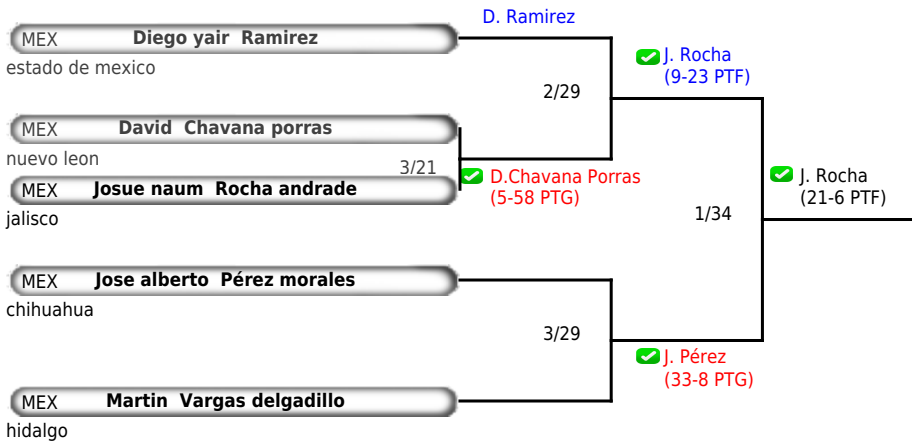 D. Ramirez
MEX Diego yair Ramirez
estado de mexico
J. Rocha
(9-23 PTF)
2/29
MEX David Chavana porras
nuevo leon
3/21
D.Chavana Porras
(5-58 PTG)
MEX Josue naum Rocha andrade
jalisco
J. Rocha
(21-6 PTF)
1/34
MEX Jose alberto Pérez morales
chihuahua
3/29
J. Pérez
(33-8 PTG)
MEX Martin Vargas delgadillo
hidalgo